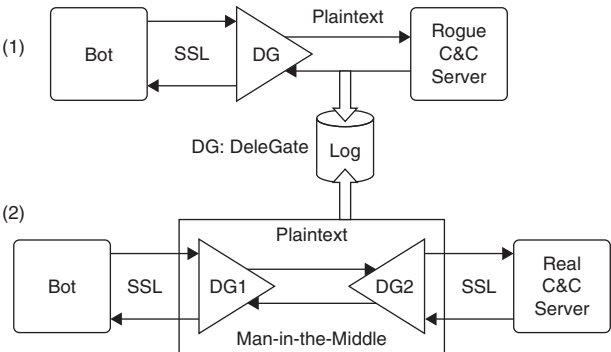 (1)
Bot
SSL
DG
Plaintext
Rogue
C&C
Server
DG: DeleGate
Log
(2)
Plaintext
Bot
SSL
DG1
DG2
SSL
Real
C&C
Server
Man-in-the-Middle